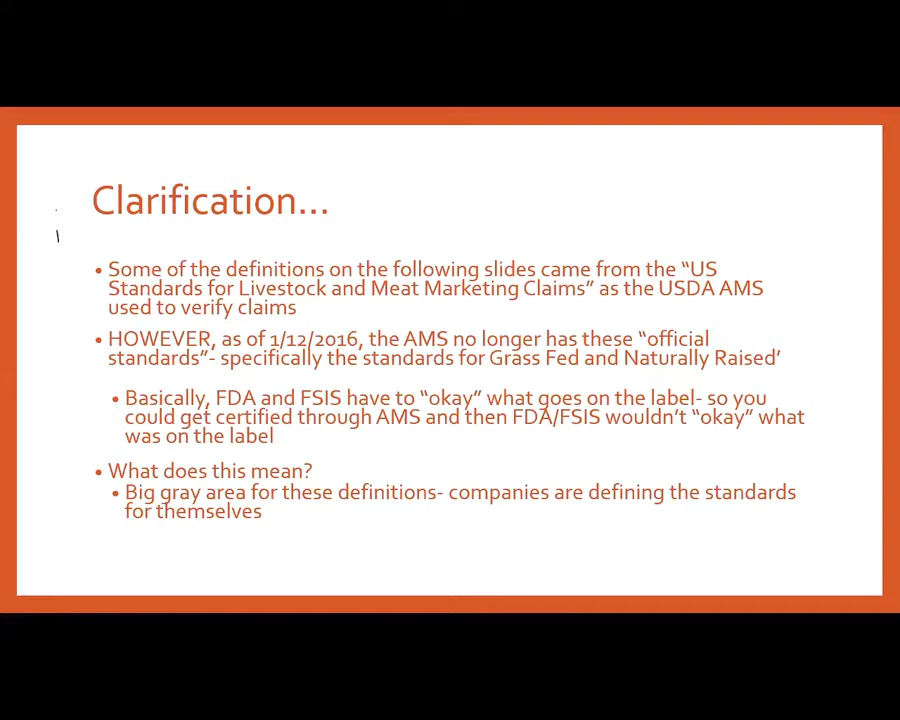 Clarification...
• Some of the definitions on the following slides came from the “US
Standards for Livestock and Meat Marketing Claims” as the USDA AMS
used to verify claims
• HOWEVER, as of 1/12/2016, the AMS no longer has these “official
standards”- specifically the standards for Grass Fed and Naturally Raised’
• Basically, FDA and FSIS have to “okay” what goes on the label- so you
could get certified through AMS and then FDA/FSIS wouldn’t “okay” what
was on the label
• What does this mean?
• Big gray area for these definitions- companies are defining the standards
for themselves